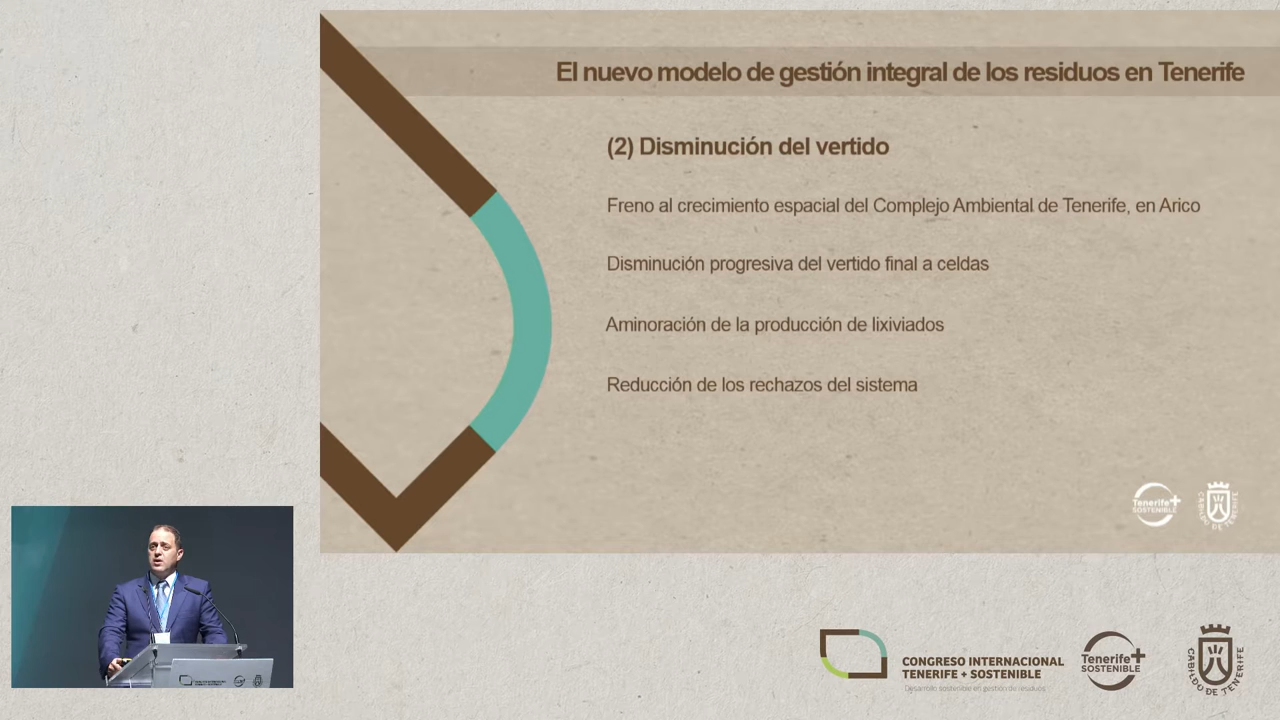 El nuevo modelo de gestión integral de los residuos en Tenerife
(2) Disminución del vertido
Freno al crecimiento espacial del Complejo Ambiental de Tenerife, en Arico
Disminución progresiva del vertido final a celdas
Aminoración de la producción de lixiviados
Reducción de los rechazos del sistema
Tenerife+
SOSTENIBLE
CABILDO DE TENERIFE
CONGRESO INTERNACIONAL
TENERIFE + SOSTENIBLE
Desarrollo sostenible en gestión de residuos
Tenerife+
SOSTENIBLE
CABILDO DE TENERIFE